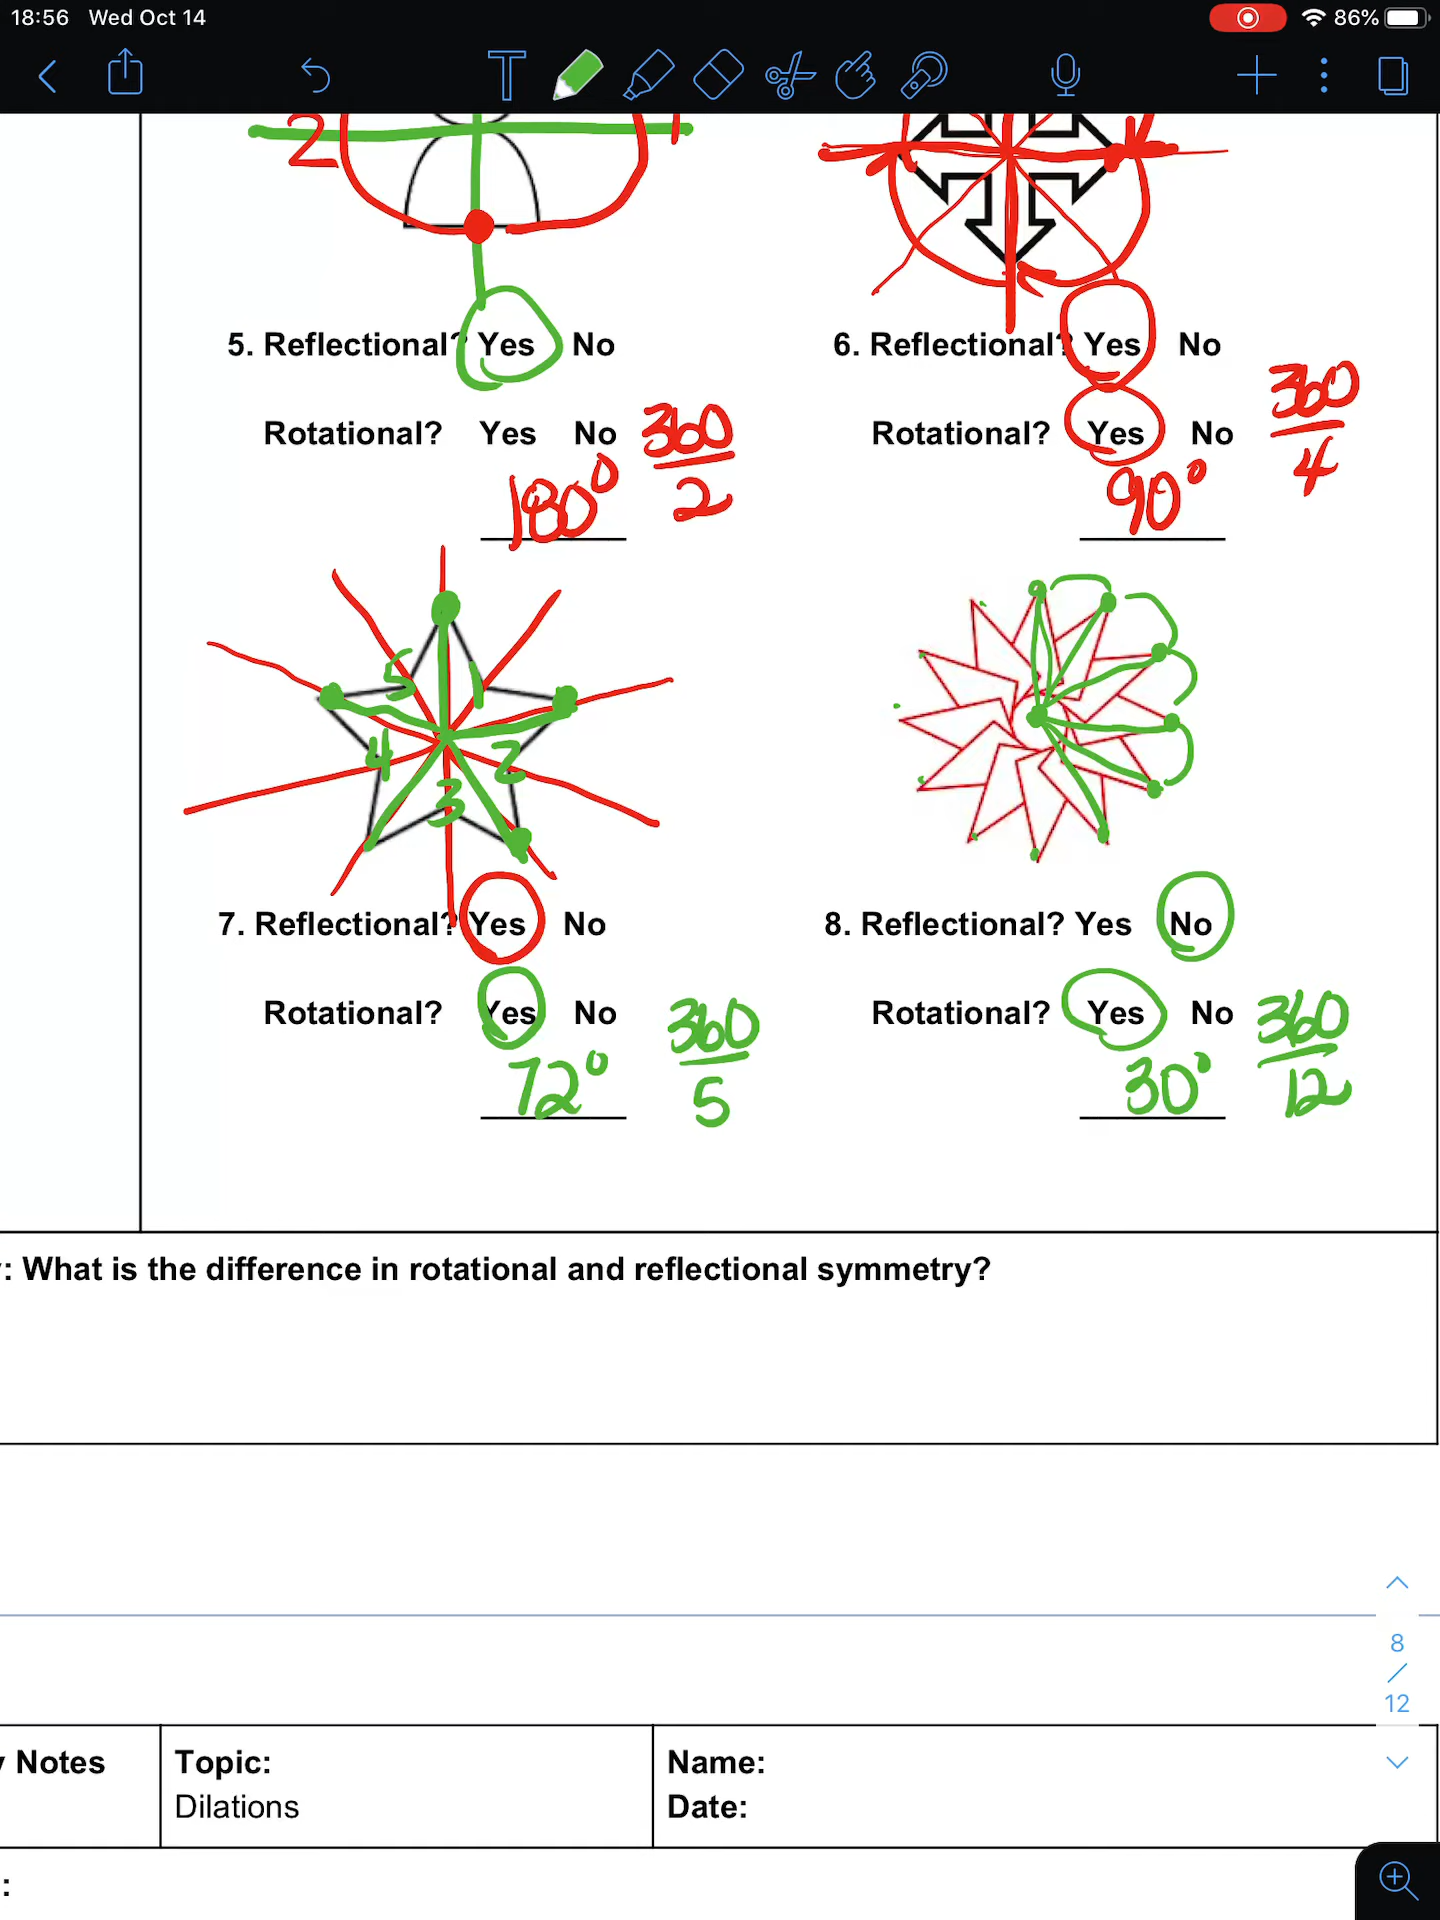 18:56 Wed Oct 14 86%
2 1
5. Reflectional? Yes No
6. Reflectional? Yes No
Rotational? Yes No 360/2
180°
Rotational? Yes No 360/4
90°
5 1
4 2
3
7. Reflectional? Yes No
8. Reflectional? Yes No
Rotational? Yes No 360/5
72°
Rotational? Yes No 360/12
30°
: What is the difference in rotational and reflectional symmetry?
8
/
12
Notes
Topic:
Dilations
Name:
Date:
: